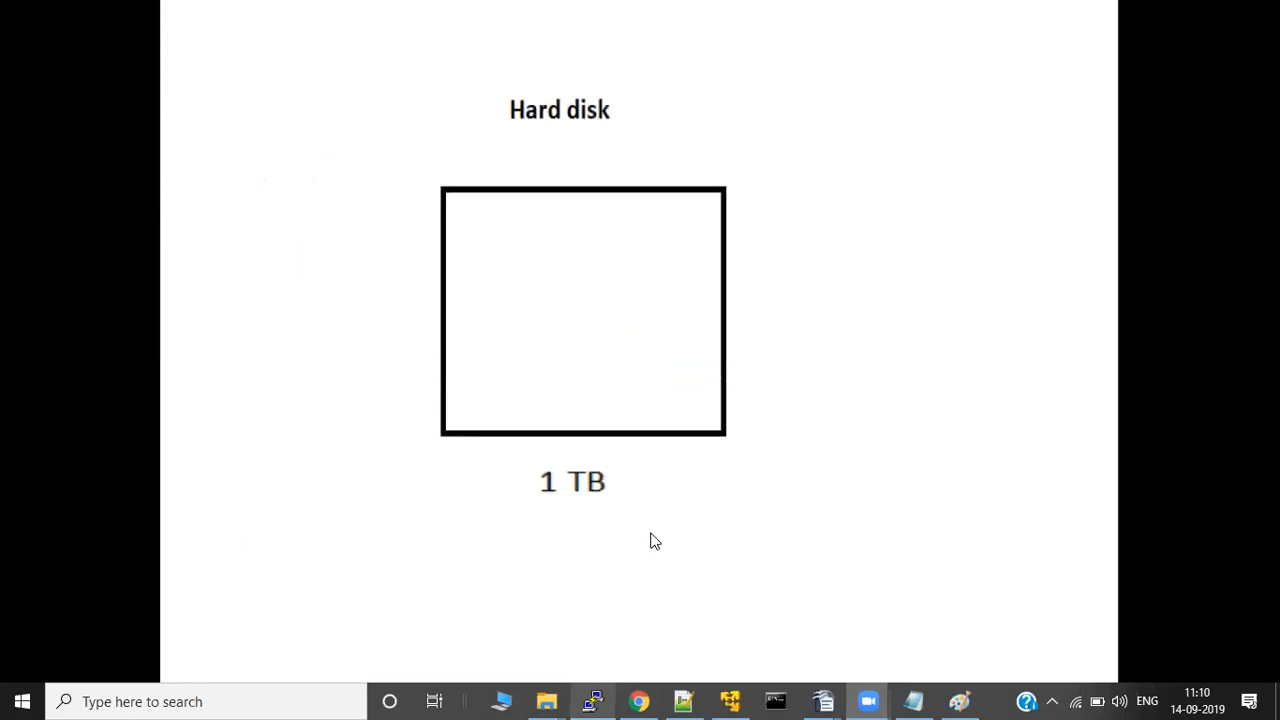 Hard disk
1 TB
Type here to search
ENG
11:10
14-09-2019